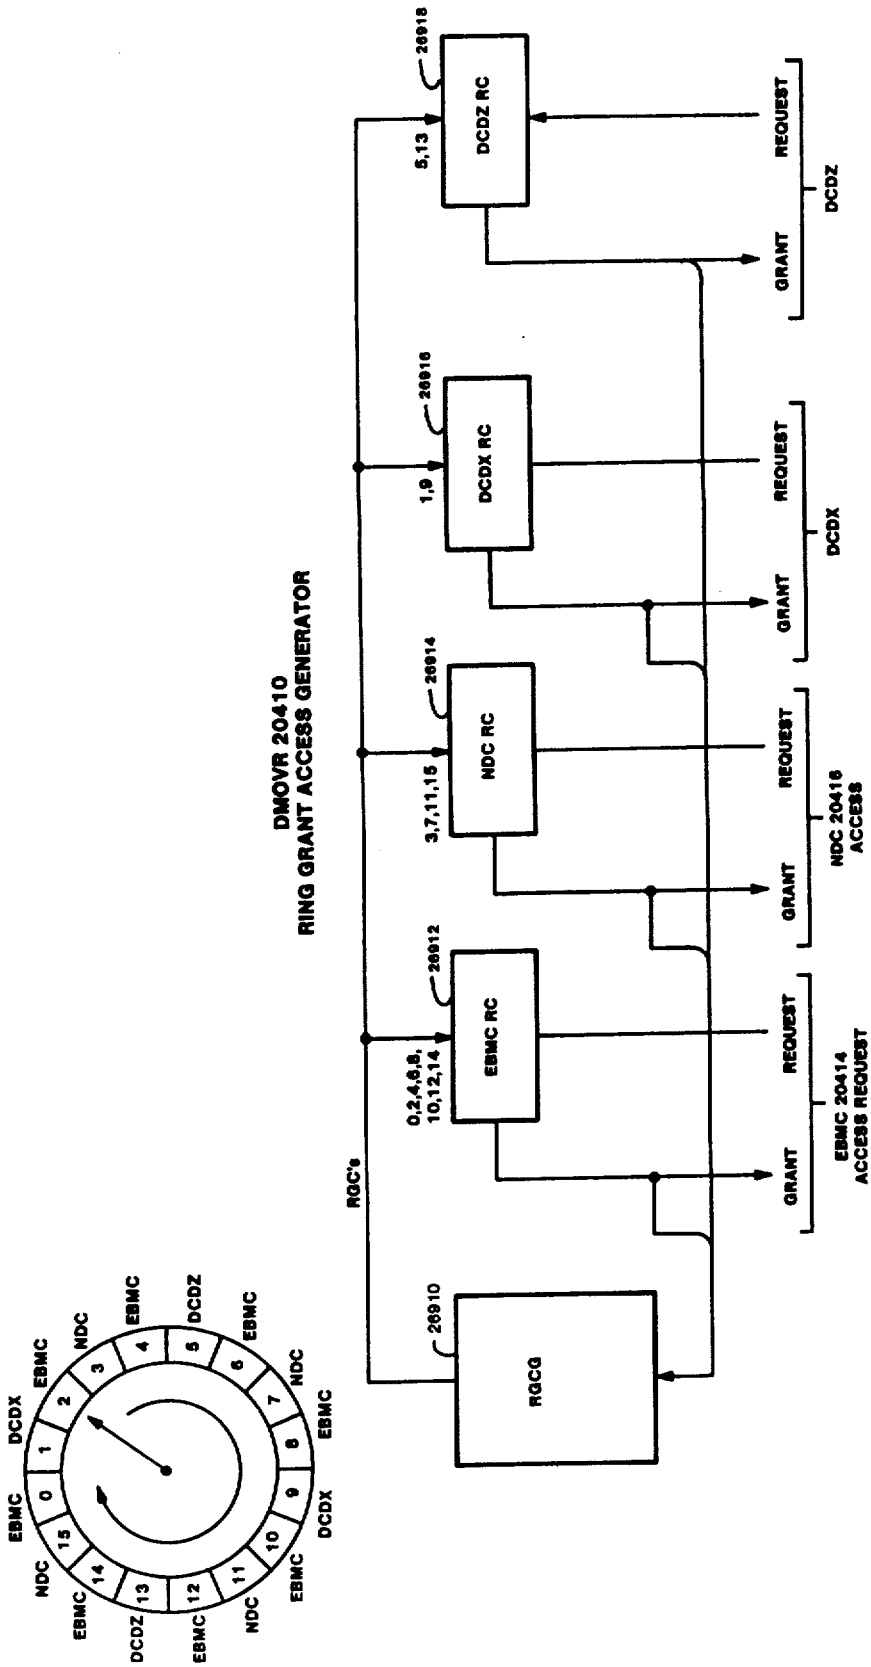 DMOVR 20410
RING GRANT ACCESS GENERATOR
EBMC
0
DCDX
1
EBMC
2
NDC
3
EBMC
4
DCDZ
5
EBMC
6
NDC
7
EBMC
8
DCDX
9
EBMC
10
NDC
11
EBMC
12
DCDZ
13
EBMC
14
NDC
15
RGC's
26910
RGCG
0,2,4,6,8,
10,12,14
26912
EBMC RC
3,7,11,15
26914
NDC RC
1,9
26916
DCDX RC
5,13
26918
DCDZ RC
GRANT
REQUEST
EBMC 20414
ACCESS REQUEST
GRANT
REQUEST
NDC 20416
ACCESS
GRANT
REQUEST
DCDX
GRANT
REQUEST
DCDZ